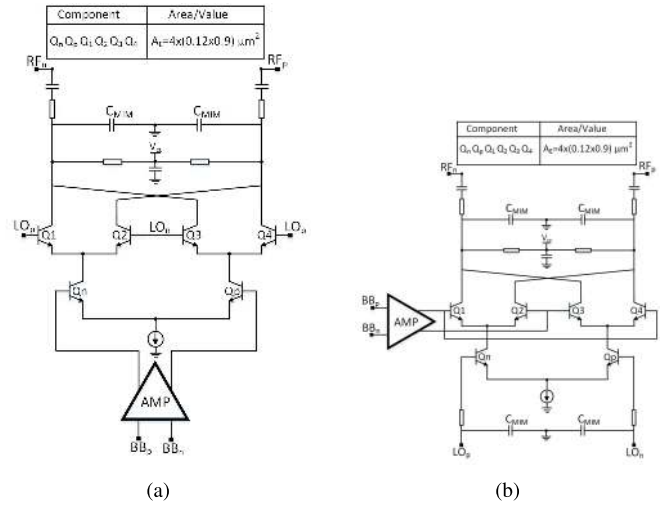 Component Area/Value
Qn Qp Q1 Q2 Q3 Q4 AE=4x(0.12x0.9) μm²
RFn RFp
CMIM CMIM
LOp Q1 Q2 LOn Q3 Q4 LOp
Qn Qp
AMP
BBp BBn
(a)
Component Area/Value
Qn Qp Q1 Q2 Q3 Q4 AE=4x(0.12x0.9) μm²
RFn RFp
CMIM CMIM
BBp
AMP
BBn
Q1 Q2 Q3 Q4
Qn Qp
CMIM CMIM
LOp LOn
(b)